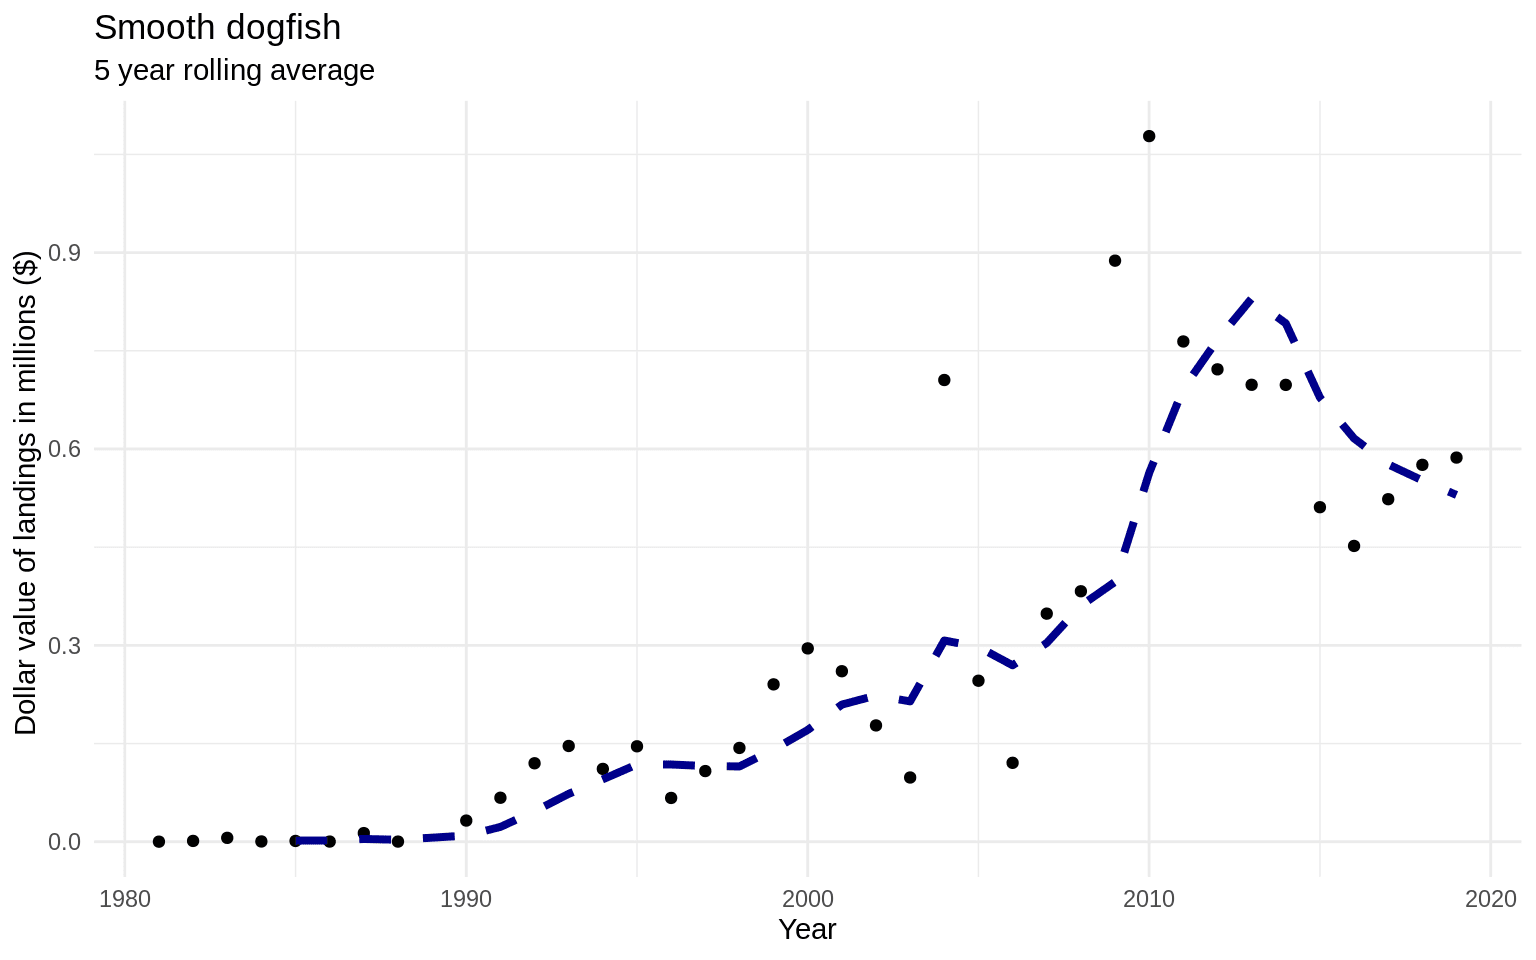 Smooth dogfish
5 year rolling average
Dollar value of landings in millions ($)
0.9
0.6
0.3
0.0
1980 1990 2000 2010 2020
Year